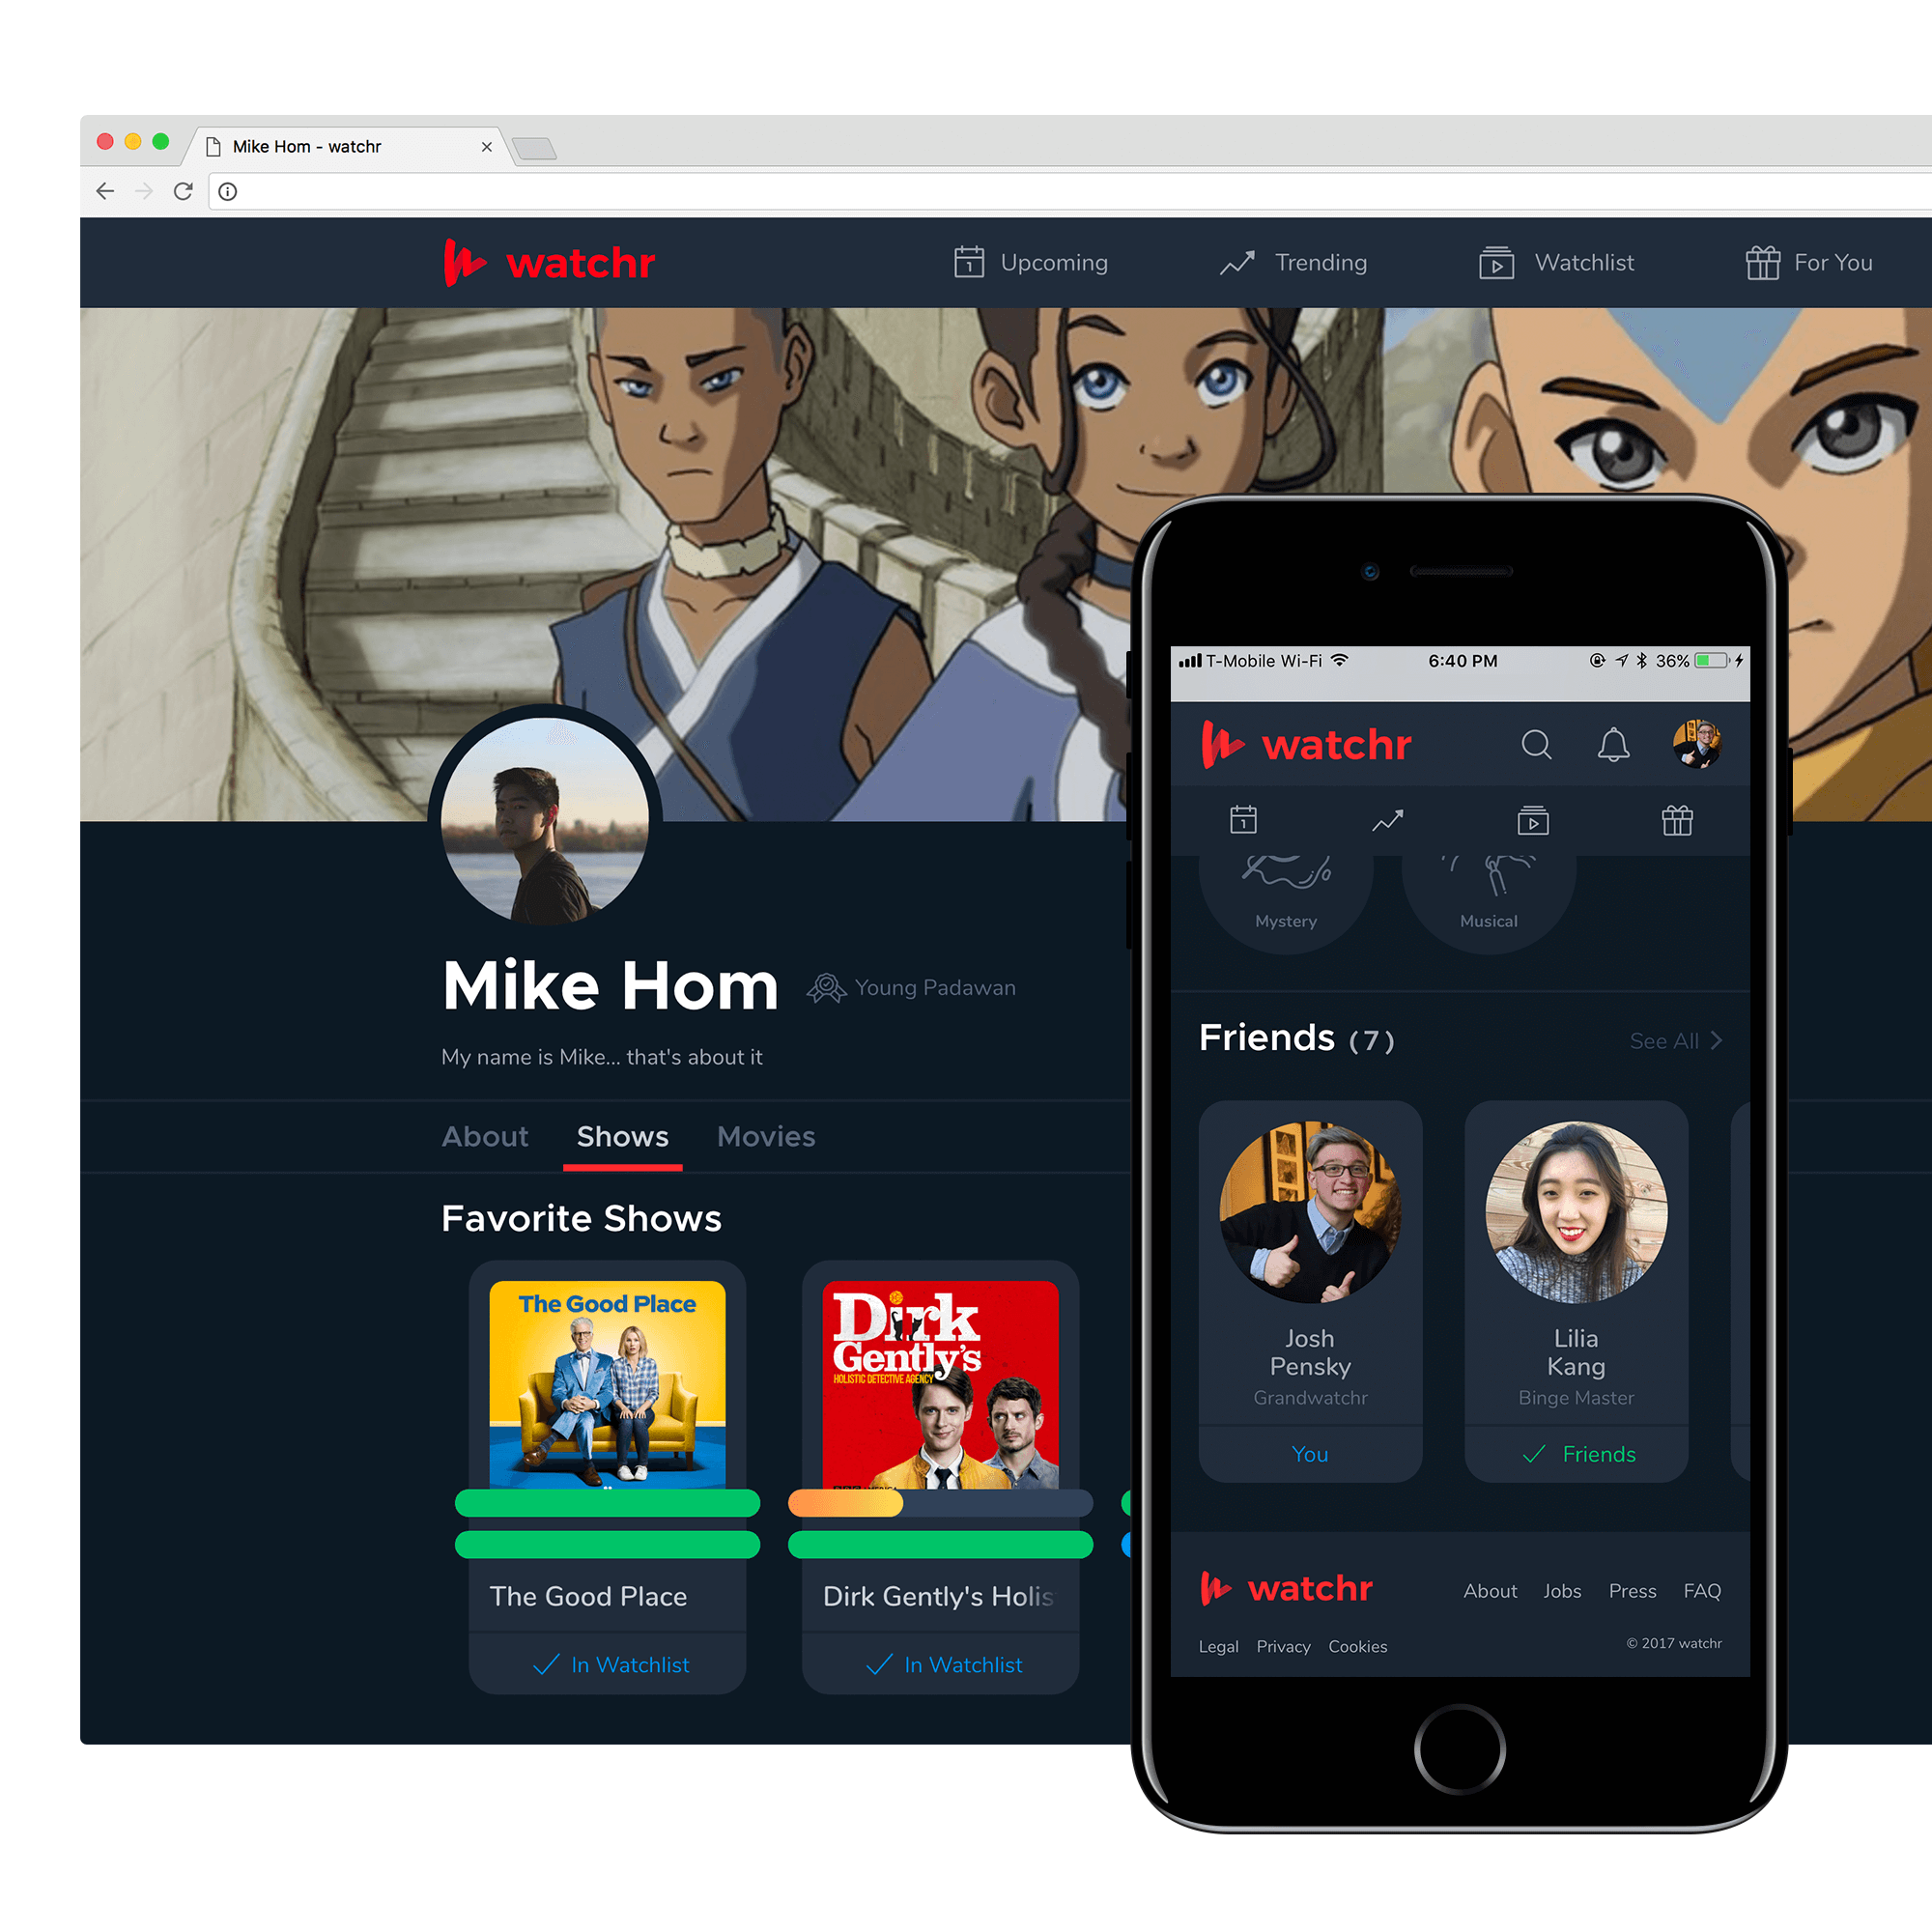 Mike Hom - watchr
watchr
Upcoming
Trending
Watchlist
For You
Mike Hom
Young Padawan
My name is Mike... that's about it
About
Shows
Movies
Favorite Shows
The Good Place
The Good Place
In Watchlist
Dirk
Gently's
HOLISTIC DETECTIVE AGENCY
Dirk Gently's Holis
In Watchlist
T-Mobile Wi-Fi
6:40 PM
36%
watchr
1
Mystery
Musical
Friends (7)
See All
Josh
Pensky
Grandwatchr
You
Lilia
Kang
Binge Master
Friends
watchr
About Jobs Press FAQ
Legal Privacy Cookies
© 2017 watchr